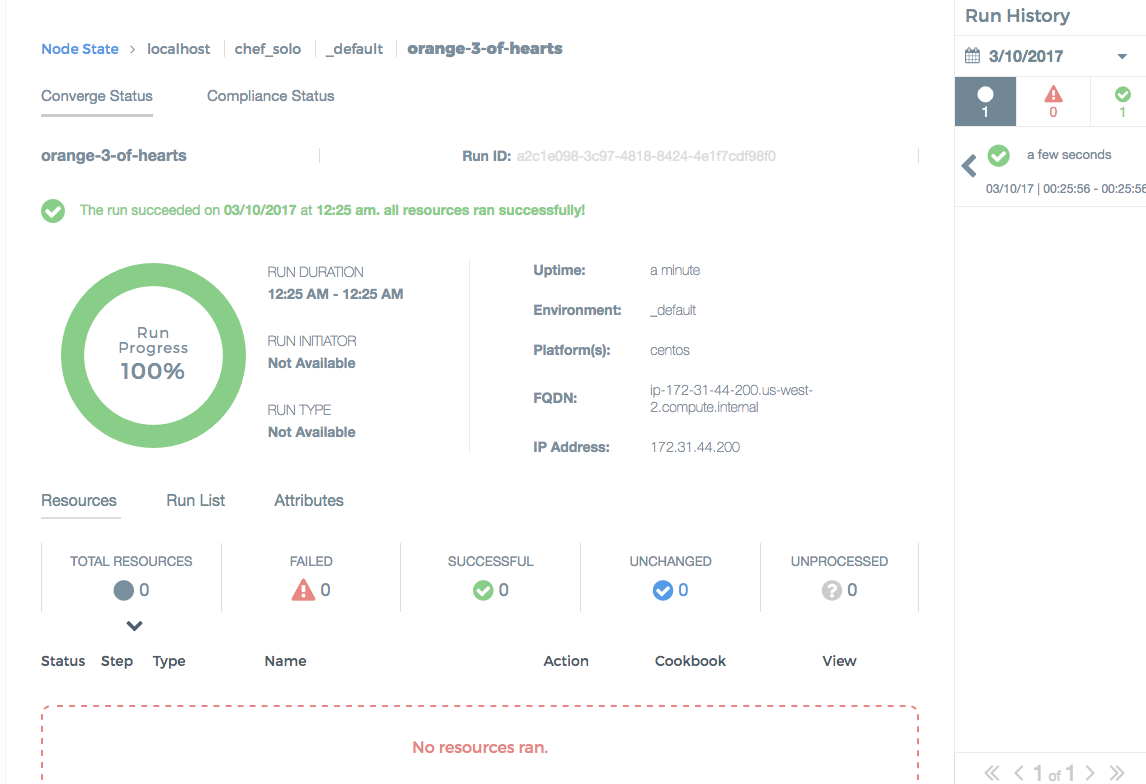 Node State > localhost chef_solo _default orange-3-of-hearts
Converge Status Compliance Status
orange-3-of-hearts Run ID: a2c1e098-3c97-4818-8424-4e1f7cdf98f0
The run succeeded on 03/10/2017 at 12:25 am. all resources ran successfully!
Run
Progress
100%
RUN DURATION
12:25 AM - 12:25 AM
RUN INITIATOR
Not Available
RUN TYPE
Not Available
Uptime: a minute
Environment: _default
Platform(s): centos
FQDN: ip-172-31-44-200.us-west-
2.compute.internal
IP Address: 172.31.44.200
Resources Run List Attributes
TOTAL RESOURCES FAILED SUCCESSFUL UNCHANGED UNPROCESSED
0 0 0 0 0
Status Step Type Name Action Cookbook View
No resources ran.
Run History
3/10/2017
1 0 1
a few seconds
03/10/17 | 00:25:56 - 00:25:56
1 of 1